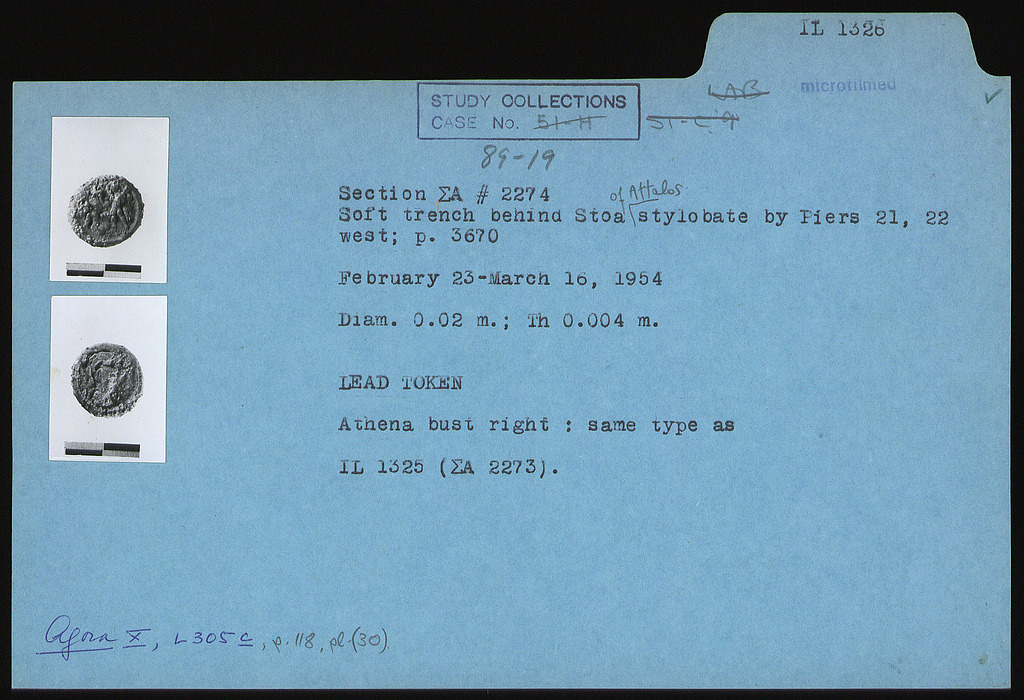 IL 1326
LAB microfilmed ✓
STUDY COLLECTIONS
CASE No. 51-H 51-C'9
89-19
Section ΣA # 2274
Soft trench behind Stoa of Attalos stylobate by Piers 21, 22
west; p. 3670
February 23-March 16, 1954
Diam. 0.02 m.; Th 0.004 m.
LEAD TOKEN
Athena bust right : same type as
IL 1325 (ΣA 2273).
Agora X, L305c, p. 118, pl. (30).